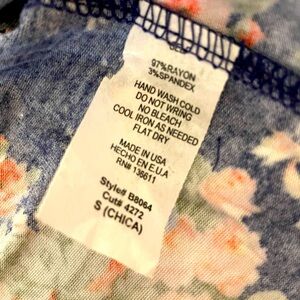 97%RAYON
3%SPANDEX
HAND WASH COLD
DO NOT WRING
NO BLEACH
COOL IRON AS NEEDED
FLAT DRY
MADE IN USA
HECHO EN E.U.A
RN# 136611
Style# B8064
Cut# 4272
S (CHICA)